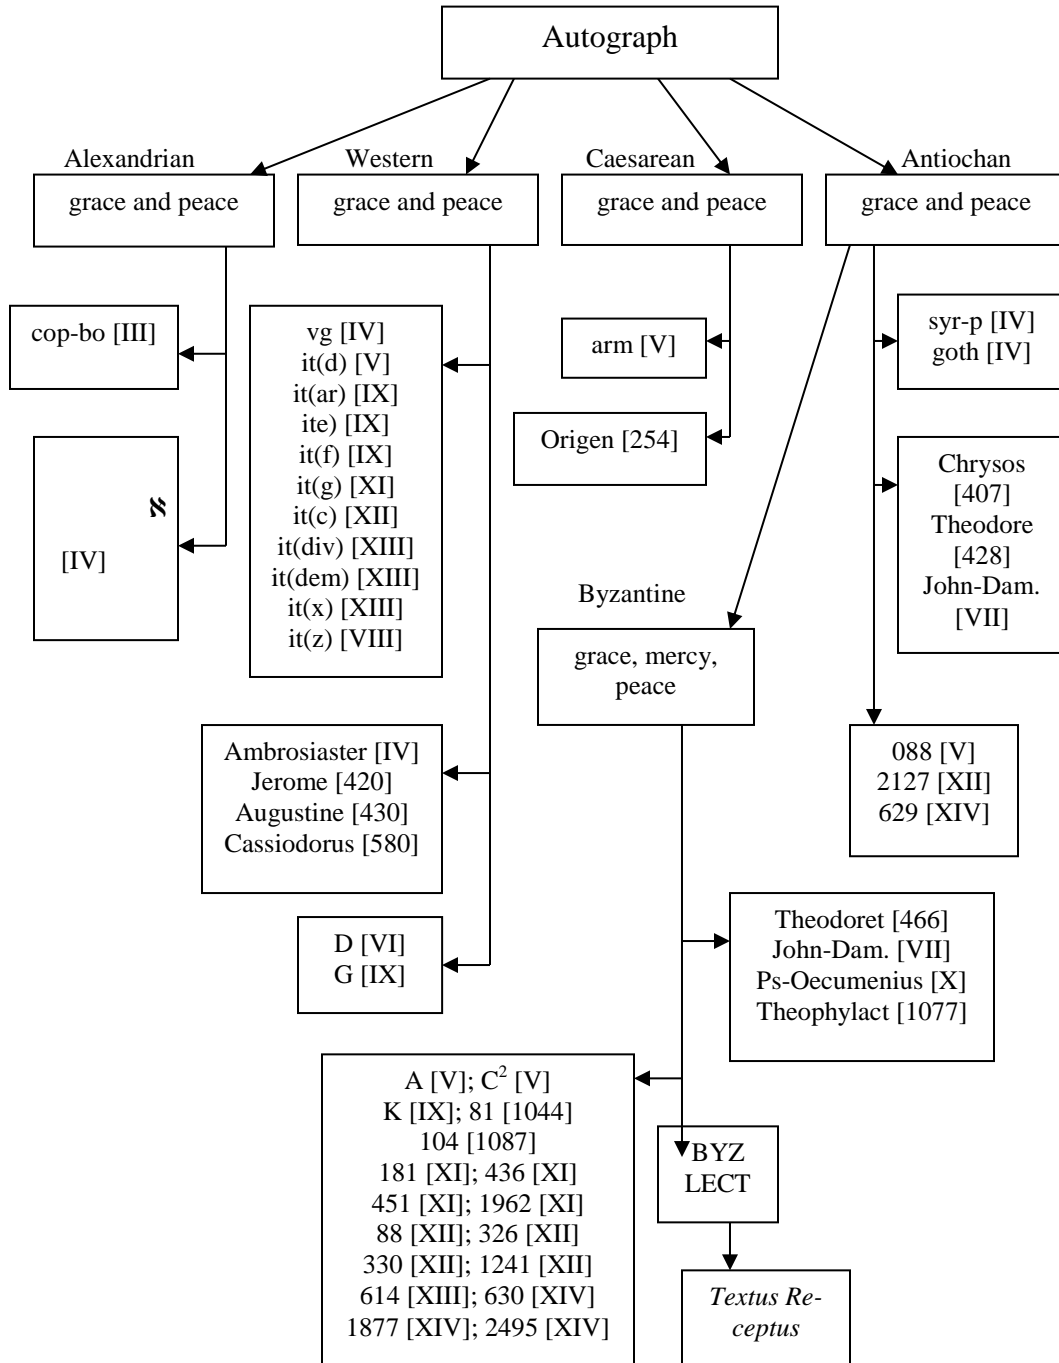 Autograph
Alexandrian
grace and peace
Western
grace and peace
Caesarean
grace and peace
Antiochan
grace and peace
cop-bo [III]
א
[IV]
vg [IV]
it(d) [V]
it(ar) [IX]
ite) [IX]
it(f) [IX]
it(g) [XI]
it(c) [XII]
it(div) [XIII]
it(dem) [XIII]
it(x) [XIII]
it(z) [VIII]
Ambrosiaster [IV]
Jerome [420]
Augustine [430]
Cassiodorus [580]
D [VI]
G [IX]
arm [V]
Origen [254]
syr-p [IV]
goth [IV]
Chrysos
[407]
Theodore
[428]
John-Dam.
[VII]
088 [V]
2127 [XII]
629 [XIV]
Byzantine
grace, mercy,
peace
Theodoret [466]
John-Dam. [VII]
Ps-Oecumenius [X]
Theophylact [1077]
A [V]; C² [V]
K [IX]; 81 [1044]
104 [1087]
181 [XI]; 436 [XI]
451 [XI]; 1962 [XI]
88 [XII]; 326 [XII]
330 [XII]; 1241 [XII]
614 [XIII]; 630 [XIV]
1877 [XIV]; 2495 [XIV]
BYZ
LECT
Textus Re-
ceptus